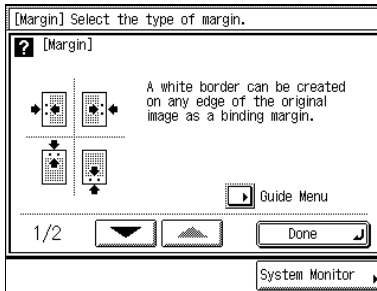 [Margin] Select the type of margin.
? [Margin]
A white border can be created
on any edge of the original
image as a binding margin.
Guide Menu
1/2
Done
System Monitor